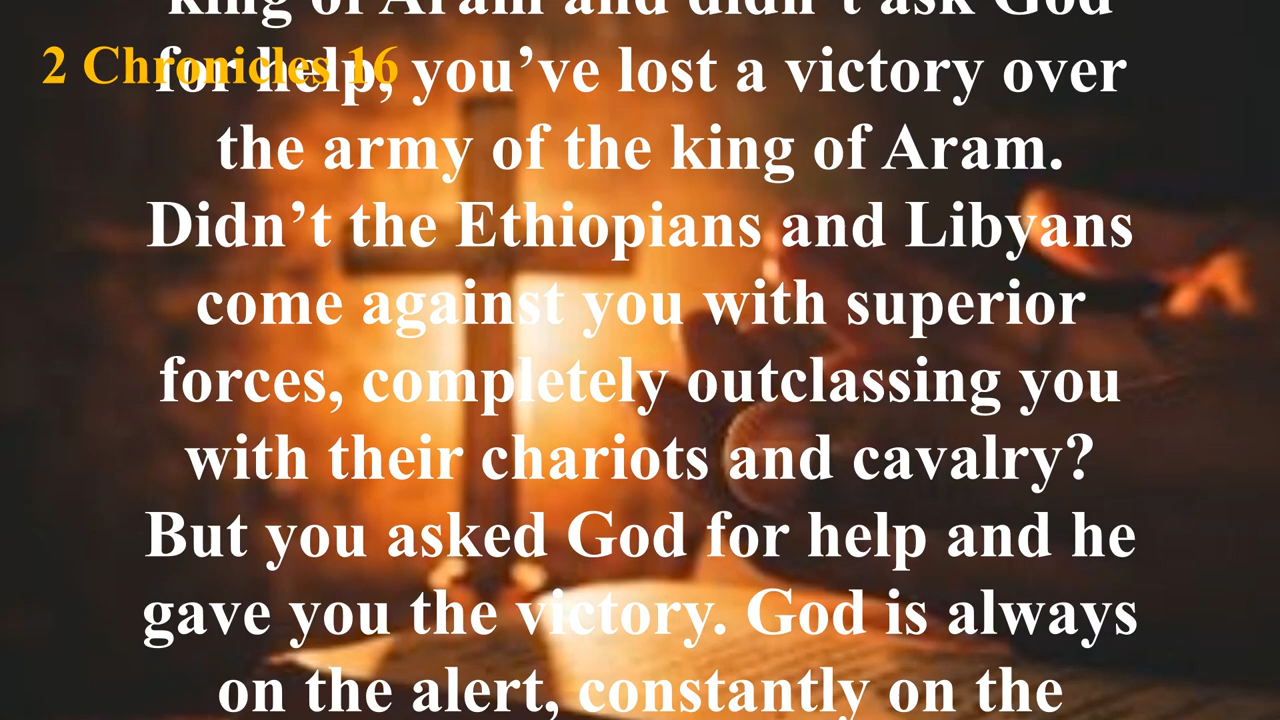 king of Aram and didn't ask God
2 Chronicles 16
for help, you've lost a victory over
the army of the king of Aram.
Didn't the Ethiopians and Libyans
come against you with superior
forces, completely outclassing you
with their chariots and cavalry?
But you asked God for help and he
gave you the victory. God is always
on the alert, constantly on the